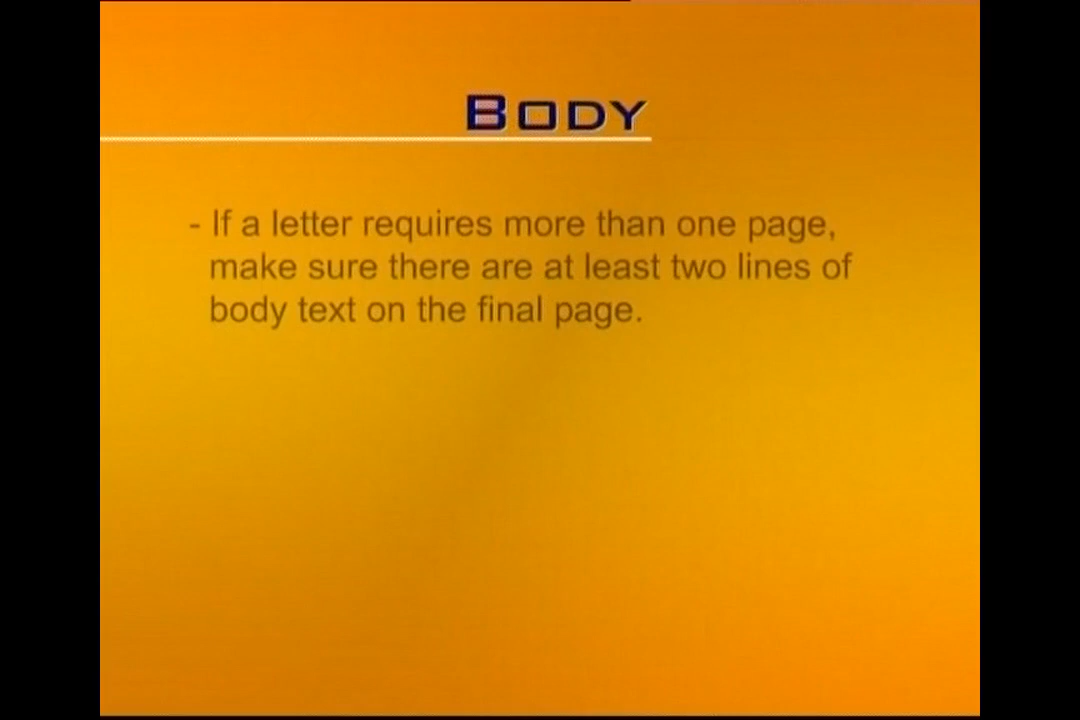 BODY
- If a letter requires more than one page,
make sure there are at least two lines of
body text on the final page.